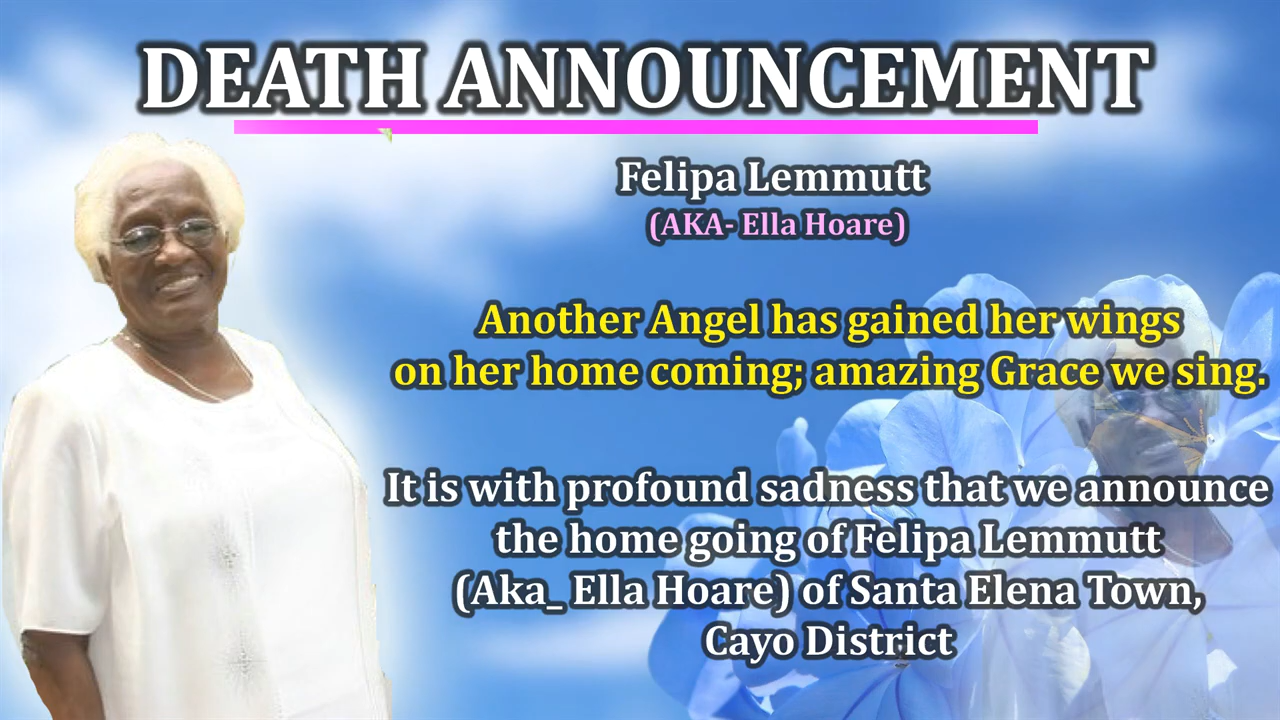 DEATH ANNOUNCEMENT
Felipa Lemmutt
(AKA- Ella Hoare)
Another Angel has gained her wings
on her home coming; amazing Grace we sing.
It is with profound sadness that we announce
the home going of Felipa Lemmutt
(Aka_ Ella Hoare) of Santa Elena Town,
Cayo District